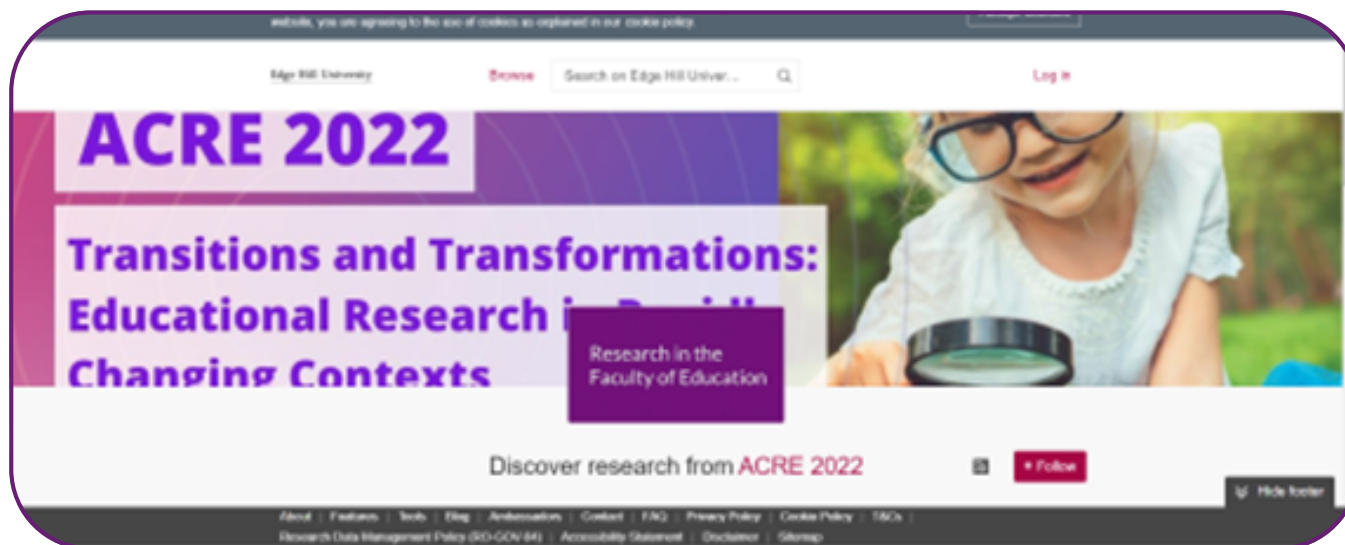 website, you are agreeing to the use of cookies as explained in our cookie policy.
Edge Hill University
Browse
Search on Edge Hill Univer...
Log in
ACRE 2022
Transitions and Transformations:
Educational Research in
Changing Contexts
Research in the
Faculty of Education
Discover research from ACRE 2022
+ Follow
Hide footer
About | Features | Tools | Blog | Ambassadors | Contact | FAQ | Privacy Policy | Cookie Policy | T&Cs |
Research Data Management Policy (RO-GOV-84) | Accessibility Statement | Disclaimer | Sitemap